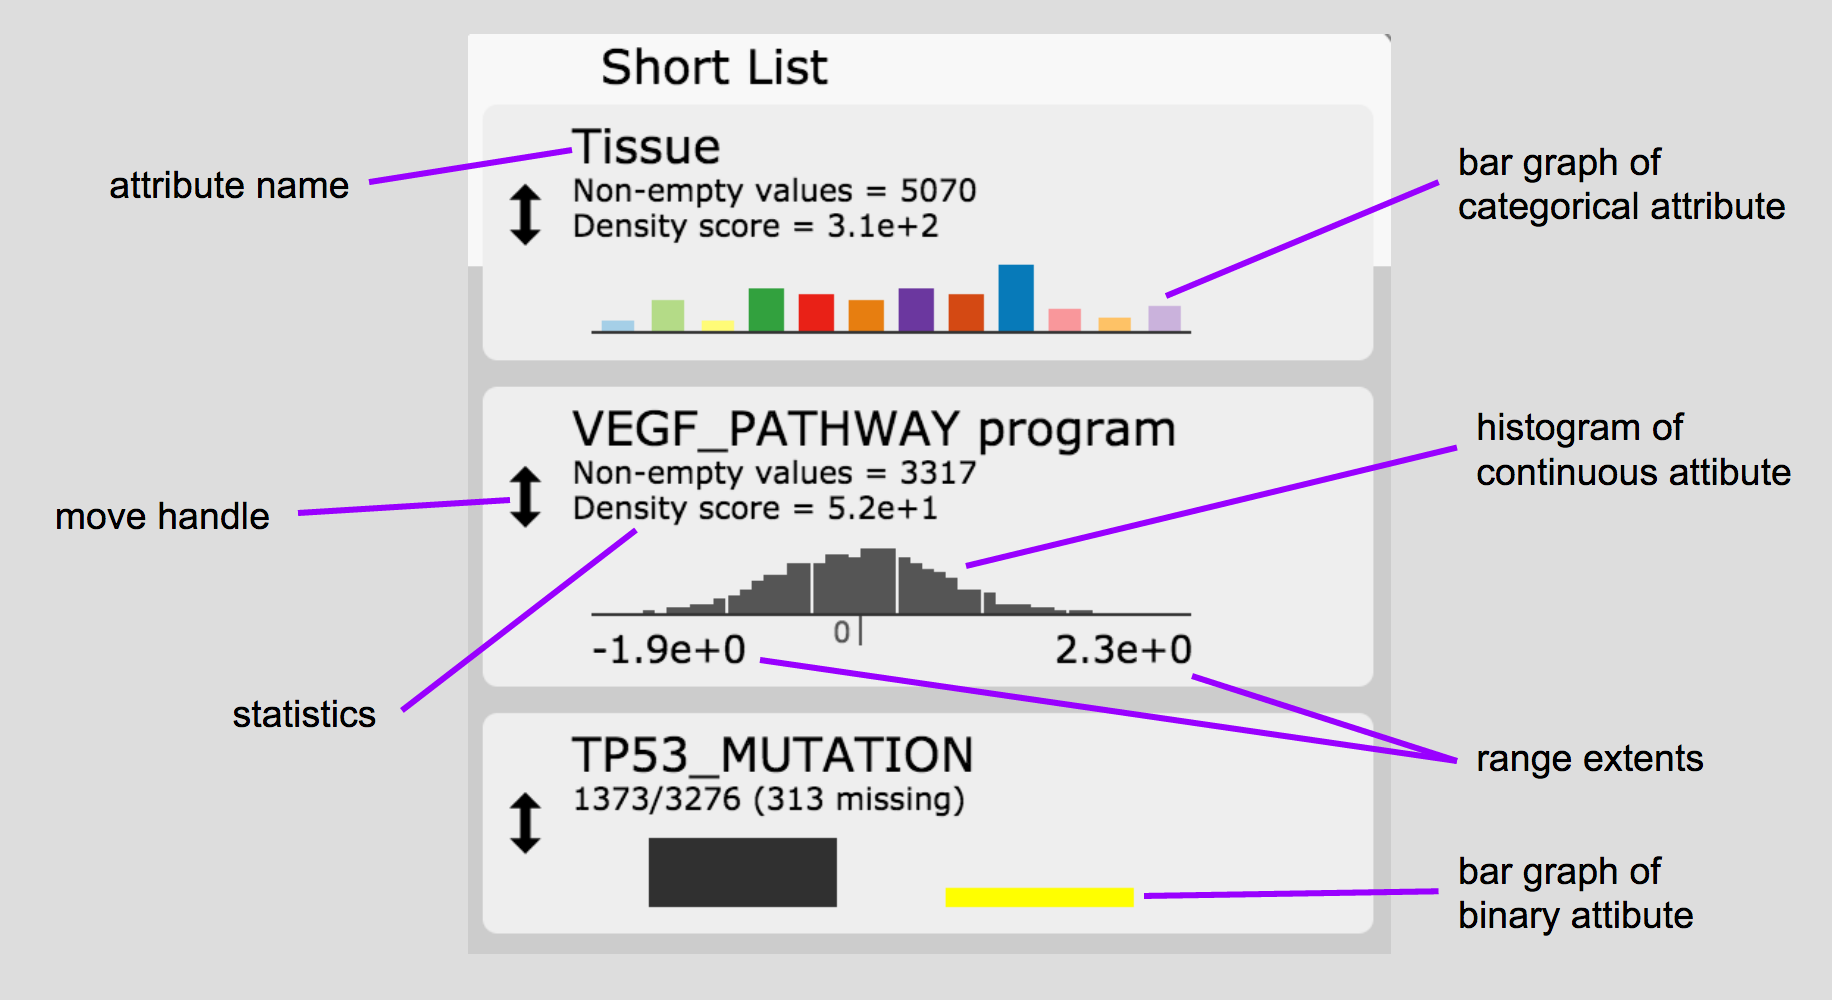 Short List
Tissue
Non-empty values = 5070
Density score = 3.1e+2
attribute name
bar graph of
categorical attribute
VEGF_PATHWAY program
Non-empty values = 3317
Density score = 5.2e+1
move handle
histogram of
continuous attibute
0
-1.9e+0
2.3e+0
statistics
range extents
TP53_MUTATION
1373/3276 (313 missing)
bar graph of
binary attibute